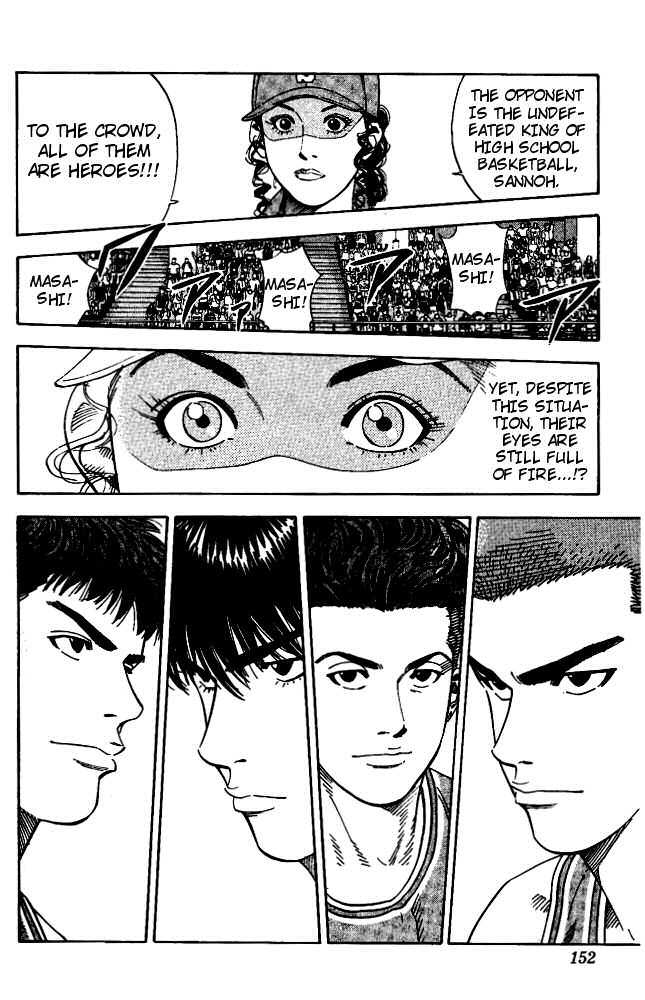 THE OPPONENT
IS THE UNDEF-
EATED KING OF
HIGH SCHOOL
BASKETBALL,
SANNOH.
TO THE CROWD,
ALL OF THEM
ARE HEROES!!!
MASA-
SHI!
MASA-
SHI!
MASA-
SHI!
YET, DESPITE
THIS SITUA-
TION, THEIR
EYES ARE
STILL FULL
OF FIRE...!?
152